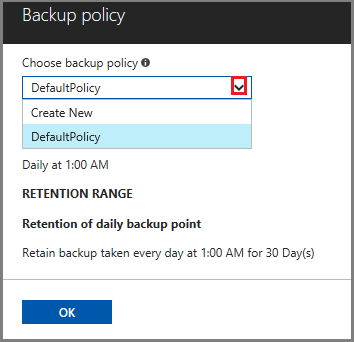 Backup policy
Choose backup policy
DefaultPolicy
Create New
DefaultPolicy
Daily at 1:00 AM
RETENTION RANGE
Retention of daily backup point
Retain backup taken every day at 1:00 AM for 30 Day(s)
OK